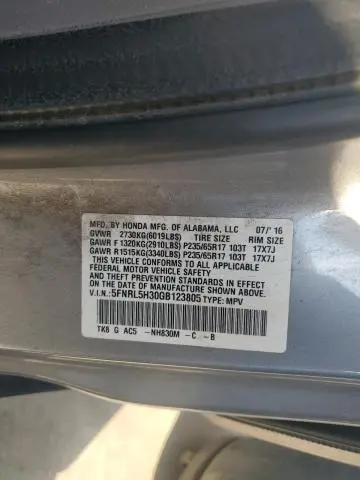 MFD. BY HONDA MFG. OF ALABAMA, LLC 07/'16
GVWR 2730KG(6019LBS) TIRE SIZE RIM SIZE
GAWR F 1320KG(2910LBS) P235/65R17 103T 17X7J
GAWR R1515KG(3340LBS) P235/65R17 103T 17X7J
THIS VEHICLE CONFORMS TO ALL APPLICABLE
FEDERAL MOTOR VEHICLE SAFETY
AND THEFT PREVENTION STANDARDS IN EFFECT
ON THE DATE OF MANUFACTURE SHOWN ABOVE.
V.I.N.: 5FNRL5H30GB123805 TYPE: MPV
TK8 G AC5 -NH830M -C -B